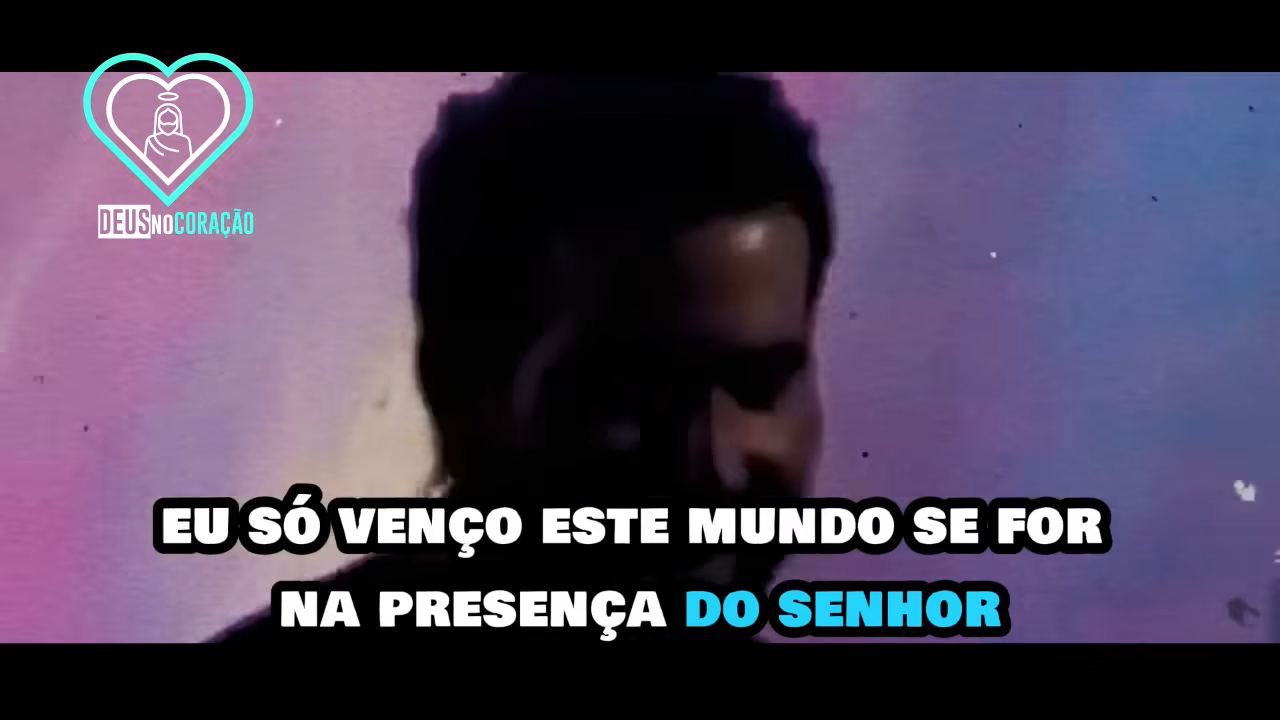 DEUSNOCORAÇÃO
EU SÓ VENÇO ESTE MUNDO SE FOR
NA PRESENÇA DO SENHOR